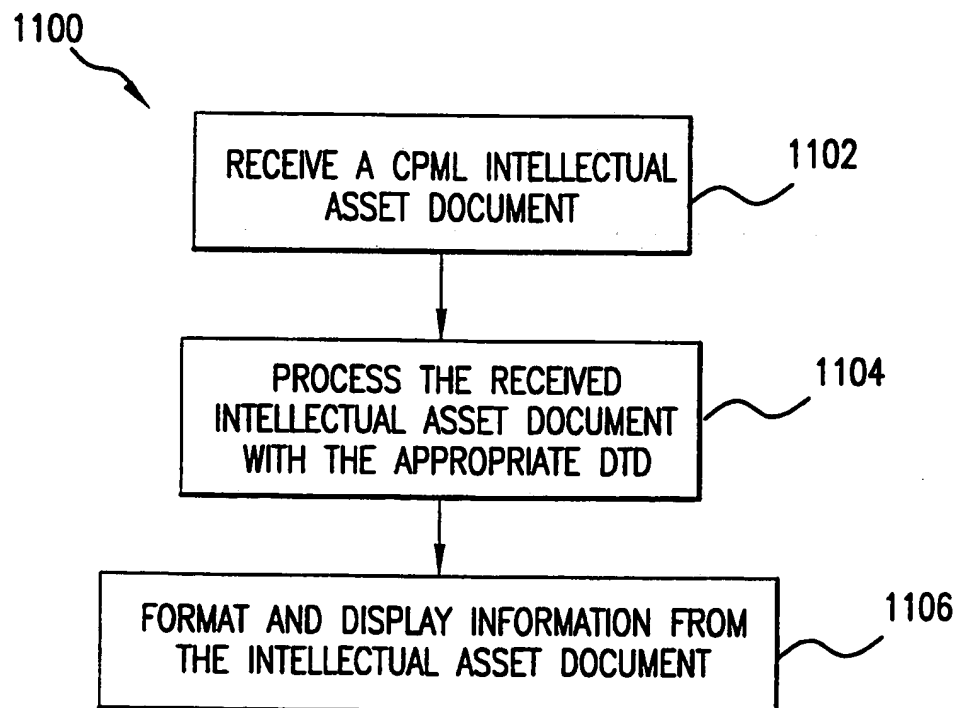 1100
RECEIVE A CPML INTELLECTUAL
ASSET DOCUMENT
1102
PROCESS THE RECEIVED
INTELLECTUAL ASSET DOCUMENT
WITH THE APPROPRIATE DTD
1104
FORMAT AND DISPLAY INFORMATION FROM
THE INTELLECTUAL ASSET DOCUMENT
1106